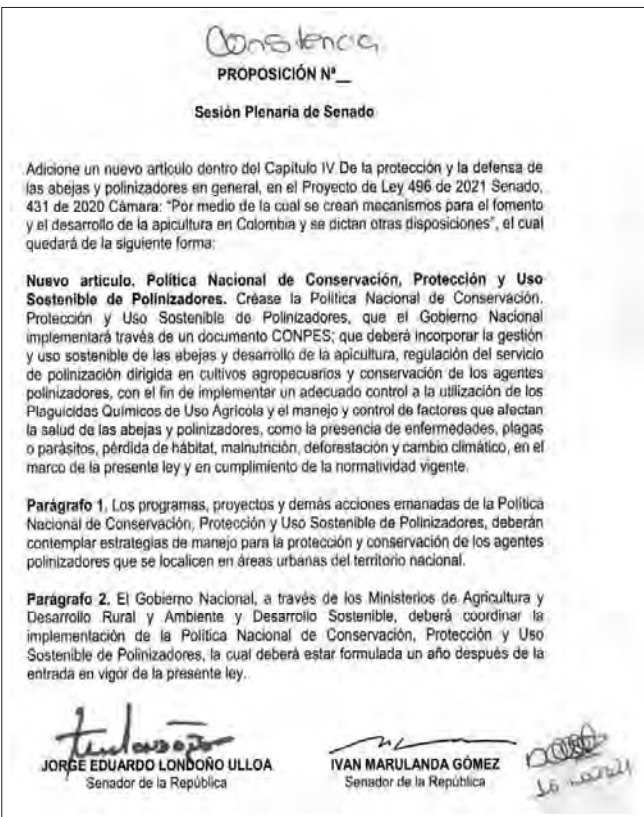 Constencia
PROPOSICIÓN Nª__
Sesión Plenaria de Senado
Adicione un nuevo artículo dentro del Capítulo IV De la protección y la defensa de
las abejas y polinizadores en general, en el Proyecto de Ley 496 de 2021 Senado,
431 de 2020 Cámara: "Por medio de la cual se crean mecanismos para el fomento
y el desarrollo de la apicultura en Colombia y se dictan otras disposiciones", el cual
quedará de la siguiente forma:
Nuevo artículo. Política Nacional de Conservación, Protección y Uso
Sostenible de Polinizadores. Créase la Política Nacional de Conservación,
Protección y Uso Sostenible de Polinizadores, que el Gobierno Nacional
implementará través de un documento CONPES; que deberá incorporar la gestión
y uso sostenible de las abejas y desarrollo de la apicultura, regulación del servicio
de polinización dirigida en cultivos agropecuarios y conservación de los agentes
polinizadores, con el fin de implementar un adecuado control a la utilización de los
Plaguicidas Químicos de Uso Agrícola y el manejo y control de factores que afectan
la salud de las abejas y polinizadores, como la presencia de enfermedades, plagas
o parásitos, pérdida de hábitat, malnutrición, deforestación y cambio climático, en el
marco de la presente ley y en cumplimiento de la normatividad vigente.
Parágrafo 1. Los programas, proyectos y demás acciones emanadas de la Política
Nacional de Conservación, Protección y Uso Sostenible de Polinizadores, deberán
contemplar estrategias de manejo para la protección y conservación de los agentes
polinizadores que se localicen en áreas urbanas del territorio nacional.
Parágrafo 2. El Gobierno Nacional, a través de los Ministerios de Agricultura y
Desarrollo Rural y Ambiente y Desarrollo Sostenible, deberá coordinar la
implementación de la Política Nacional de Conservación, Protección y Uso
Sostenible de Polinizadores, la cual deberá estar formulada un año después de la
entrada en vigor de la presente ley.
JORGE EDUARDO LONDOÑO ULLOA
Senador de la República
IVAN MARULANDA GÓMEZ
Senador de la República
16